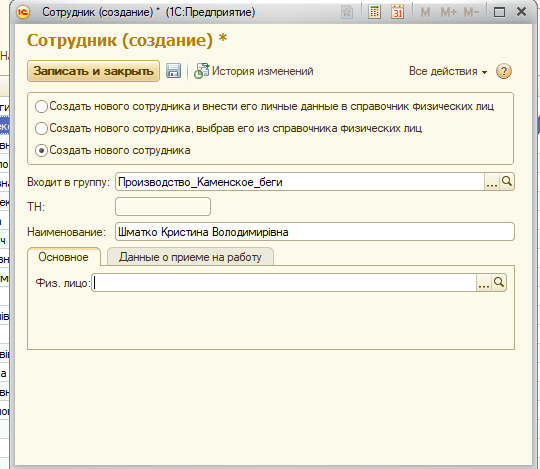 Сотрудник (создание) * (1С:Предприятие)
M M+ M-
Сотрудник (создание) *
Записать и закрыть История изменений Все действия
Создать нового сотрудника и внести его личные данные в справочник Физических лиц
Создать нового сотрудника, выбрав его из справочника Физических лиц
Создать нового сотрудника
Входит в группу: Производство_Каменское_беги ...
ТН:
Наименование: Шматко Кристина Володимирівна
Основное Данные о приеме на работу
Физ. лицо: ...